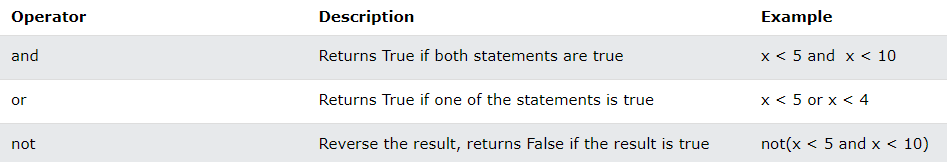 Operator Description Example
and Returns True if both statements are true x < 5 and  x < 10
or Returns True if one of the statements is true x < 5 or x < 4
not Reverse the result, returns False if the result is true not(x < 5 and x < 10)